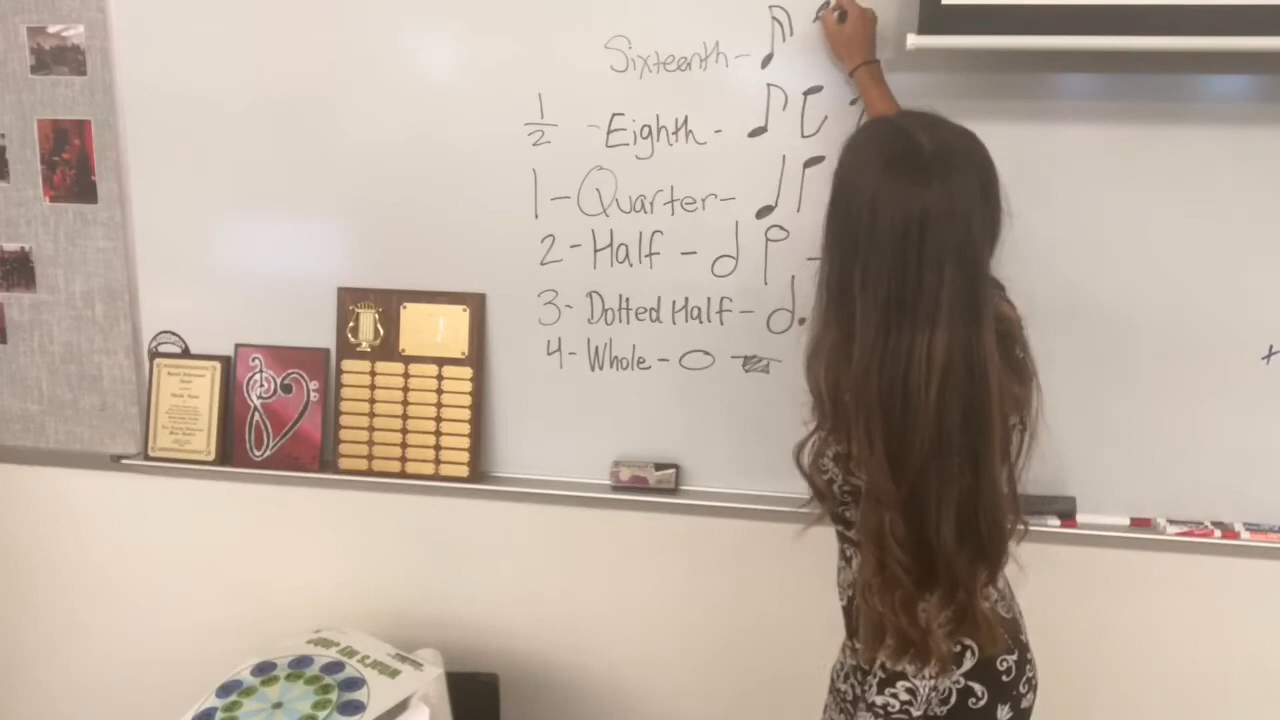 Sixteenth-
1/2 -Eighth-
1-Quarter-
2-Half-
3-Dotted Half-
4-Whole-